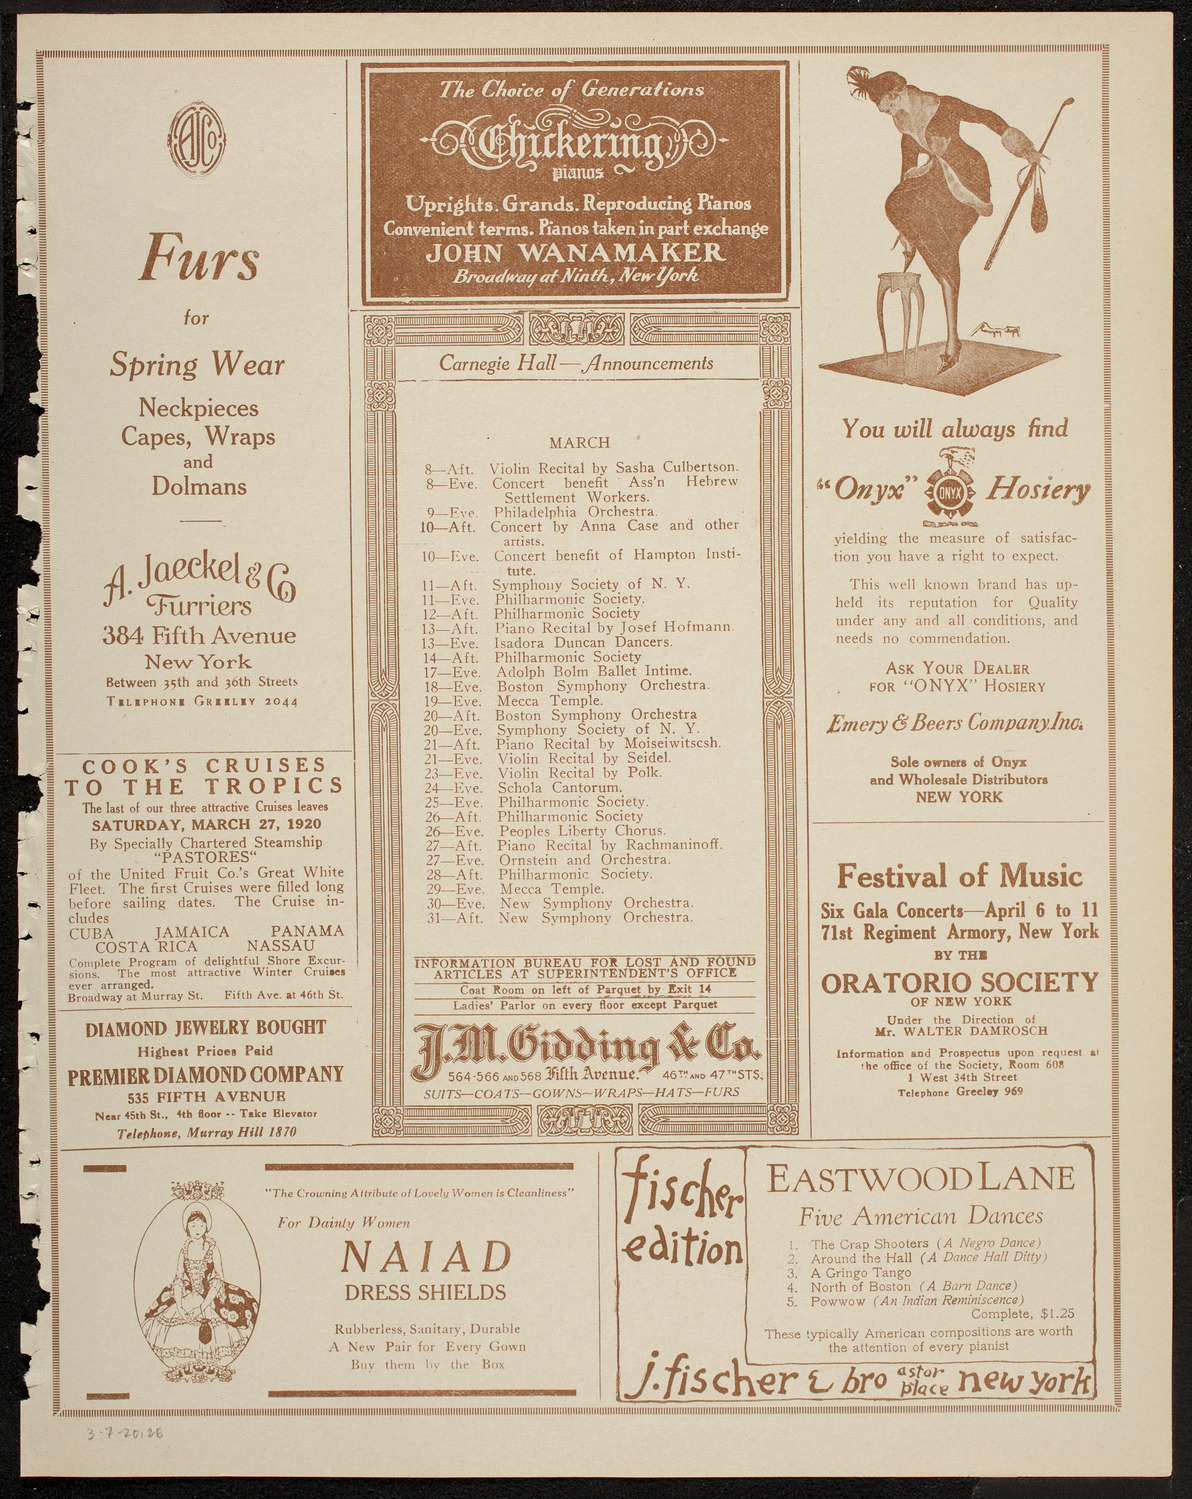 AJCo
Furs
for
Spring Wear
Neckpieces
Capes, Wraps
and
Dolmans
A. Jaeckel & Co
Furriers
384 Fifth Avenue
New York
Between 35th and 36th Streets
TELEPHONE GREELEY 2044
COOK'S CRUISES
TO THE TROPICS
The last of our three attractive Cruises leaves
SATURDAY, MARCH 27, 1920
By Specially Chartered Steamship
"PASTORES"
of the United Fruit Co.'s Great White
Fleet. The first Cruises were filled long
before sailing dates. The Cruise in-
cludes
CUBA JAMAICA PANAMA
COSTA RICA NASSAU
Complete Program of delightful Shore Excur-
sions. The most attractive Winter Cruises
ever arranged.
Broadway at Murray St. Fifth Ave. at 46th St.
DIAMOND JEWELRY BOUGHT
Highest Prices Paid
PREMIER DIAMOND COMPANY
535 FIFTH AVENUE
Near 45th St., 4th floor -- Take Elevator
Telephone, Murray Hill 1870
The Choice of Generations
Chickering
pianos
Uprights. Grands. Reproducing Pianos
Convenient terms. Pianos taken in part exchange
JOHN WANAMAKER
Broadway at Ninth, New York
Carnegie Hall—Announcements
MARCH
8—Aft. Violin Recital by Sasha Culbertson.
8—Eve. Concert benefit Ass'n Hebrew
Settlement Workers.
9—Eve. Philadelphia Orchestra.
10—Aft. Concert by Anna Case and other
artists.
10—Eve. Concert benefit of Hampton Insti-
tute.
11—Aft. Symphony Society of N. Y.
11—Eve. Philharmonic Society.
12—Aft. Philharmonic Society
13—Aft. Piano Recital by Josef Hofmann.
13—Eve. Isadora Duncan Dancers.
14—Aft. Philharmonic Society
17—Eve. Adolph Bolm Ballet Intime.
18—Eve. Boston Symphony Orchestra.
19—Eve. Mecca Temple.
20—Aft. Boston Symphony Orchestra
20—Eve. Symphony Society of N. Y.
21—Aft. Piano Recital by Moiseiwitscsh.
21—Eve. Violin Recital by Seidel.
23—Eve. Violin Recital by Polk.
24—Eve. Schola Cantorum.
25—Eve. Philharmonic Society.
26—Aft. Philharmonic Society
26—Eve. Peoples Liberty Chorus.
27—Aft. Piano Recital by Rachmaninoff.
27—Eve. Ornstein and Orchestra.
28—Aft. Philharmonic Society.
29—Eve. Mecca Temple.
30—Eve. New Symphony Orchestra.
31—Aft. New Symphony Orchestra.
INFORMATION BUREAU FOR LOST AND FOUND
ARTICLES AT SUPERINTENDENT'S OFFICE
Coat Room on left of Parquet by Exit 14
Ladies' Parlor on every floor except Parquet
J.M. Gidding & Co.
564-566 AND 568 Fifth Avenue. 46TH AND 47TH STS.
SUITS—COATS—GOWNS—WRAPS—HATS—FURS
You will always find
"Onyx" ONYX Hosiery
yielding the measure of satisfac-
tion you have a right to expect.
This well known brand has up-
held its reputation for Quality
under any and all conditions, and
needs no commendation.
ASK YOUR DEALER
FOR "ONYX" HOSIERY
Emery & Beers Company. Inc.
Sole owners of Onyx
and Wholesale Distributors
NEW YORK
Festival of Music
Six Gala Concerts—April 6 to 11
71st Regiment Armory, New York
BY THE
ORATORIO SOCIETY
OF NEW YORK
Under the Direction of
Mr. WALTER DAMROSCH
Information and Prospectus upon request at
the office of the Society, Room 608
1 West 34th Street
Telephone Greeley 969
"The Crowning Attribute of Lovely Women is Cleanliness"
For Dainty Women
NAIAD
DRESS SHIELDS
Rubberless, Sanitary, Durable
A New Pair for Every Gown
Buy them by the Box
fischer
edition
EASTWOOD LANE
Five American Dances
1. The Crap Shooters (A Negro Dance)
2. Around the Hall (A Dance Hall Ditty)
3. A Gringo Tango
4. North of Boston (A Barn Dance)
5. Powwow (An Indian Reminiscence)
Complete, $1.25
These typically American compositions are worth
the attention of every pianist
j. fischer & bro astor place new york
3-7-20, 2E